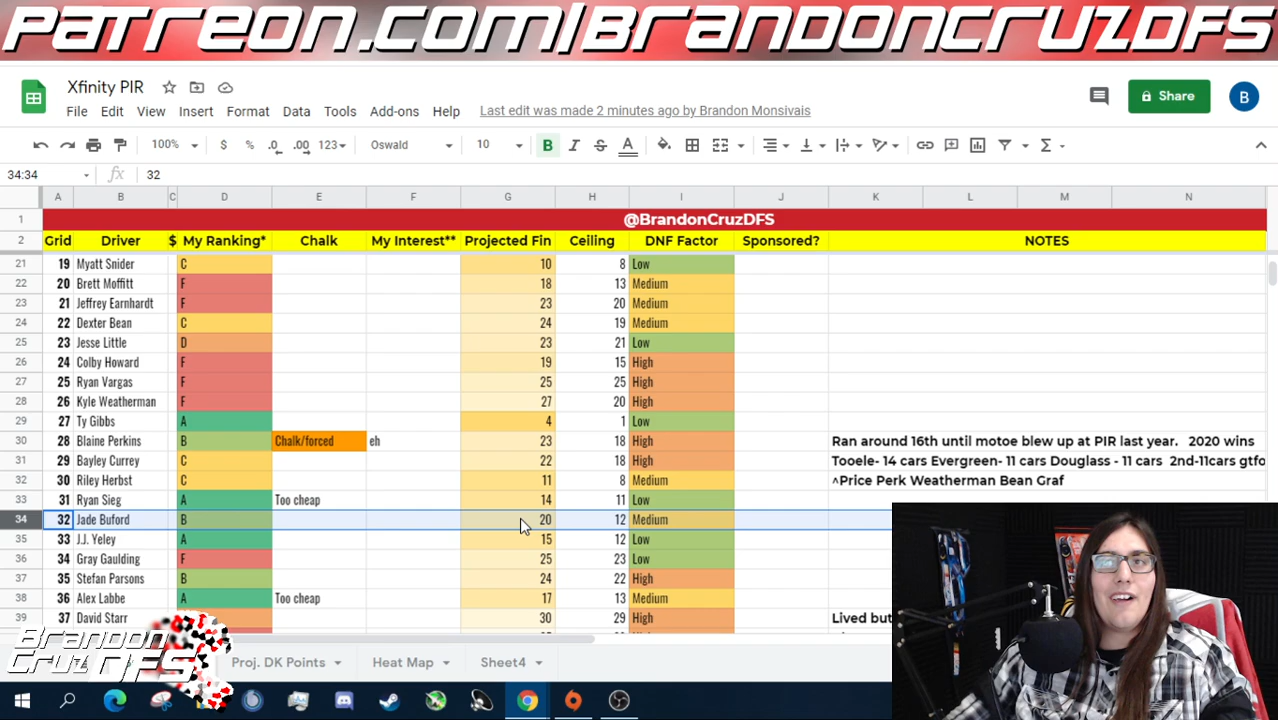 Patreon.com/BrandonCruzDFS
Xfinity PIR
File Edit View Insert Format Data Tools Add-ons Help Last edit was made 2 minutes ago by Brandon Monsivais
Share B
100% $ % .0 .00 123 Oswald 10 B I S A
34:34 fx 32
A B C D E F G H I J K L M N
1 @BrandonCruzDFS
2 Grid Driver $ My Ranking* Chalk My Interest** Projected Fin Ceiling DNF Factor Sponsored? NOTES
21 19 Myatt Snider C 10 8 Low
22 20 Brett Moffitt F 18 13 Medium
23 21 Jeffrey Earnhardt F 23 20 Medium
24 22 Dexter Bean C 24 19 Medium
25 23 Jesse Little D 23 21 Low
26 24 Colby Howard F 19 15 High
27 25 Ryan Vargas F 25 25 High
28 26 Kyle Weatherman F 27 20 High
29 27 Ty Gibbs A 4 1 Low
30 28 Blaine Perkins B Chalk/forced eh 23 18 High Ran around 16th until motoe blew up at PIR last year. 2020 wins
31 29 Bayley Currey C 22 18 High Tooele- 14 cars Evergreen- 11 cars Douglass - 11 cars 2nd-11cars gtfo
32 30 Riley Herbst C 11 8 Medium ^Price Perk Weatherman Bean Graf
33 31 Ryan Sieg A Too cheap 14 11 Low
34 32 Jade Buford B 20 12 Medium
35 33 J.J. Yeley A 15 12 Low
36 34 Gray Gaulding F 25 23 Low
37 35 Stefan Parsons B 24 22 High
38 36 Alex Labbe A Too cheap 17 13 Medium
39 37 David Starr 30 29 High Lived but
Brandon
CruzDFS
Proj. DK Points Heat Map Sheet4